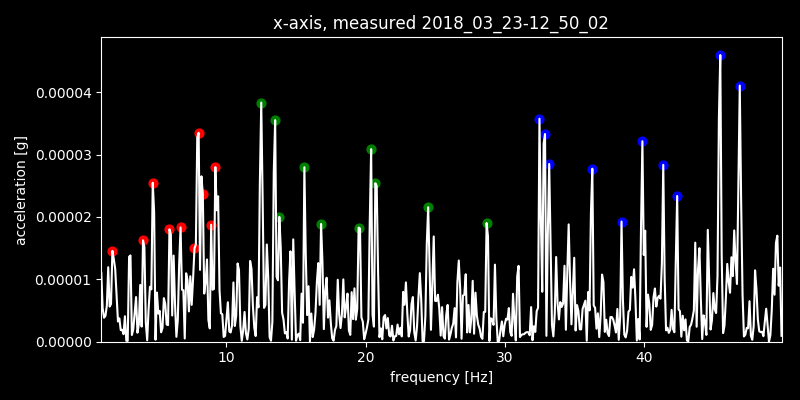 x-axis, measured 2018_03_23-12_50_02
acceleration [g]
0.00004
0.00003
0.00002
0.00001
0.00000
10 20 30 40
frequency [Hz]